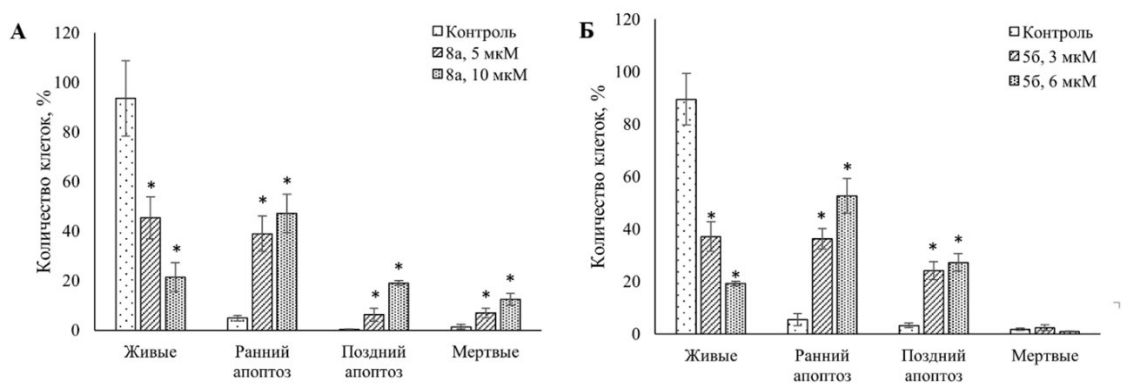 А
Количество клеток, %
120
100
80
60
40
20
0
Контроль
8а, 5 мкМ
8а, 10 мкМ
*
*
*
*
*
*
*
*
Живые
Ранний
апоптоз
Поздний
апоптоз
Мертвые
Б
Количество клеток, %
120
100
80
60
40
20
0
Контроль
5б, 3 мкМ
5б, 6 мкМ
*
*
*
*
*
*
Живые
Ранний
апоптоз
Поздний
апоптоз
Мертвые